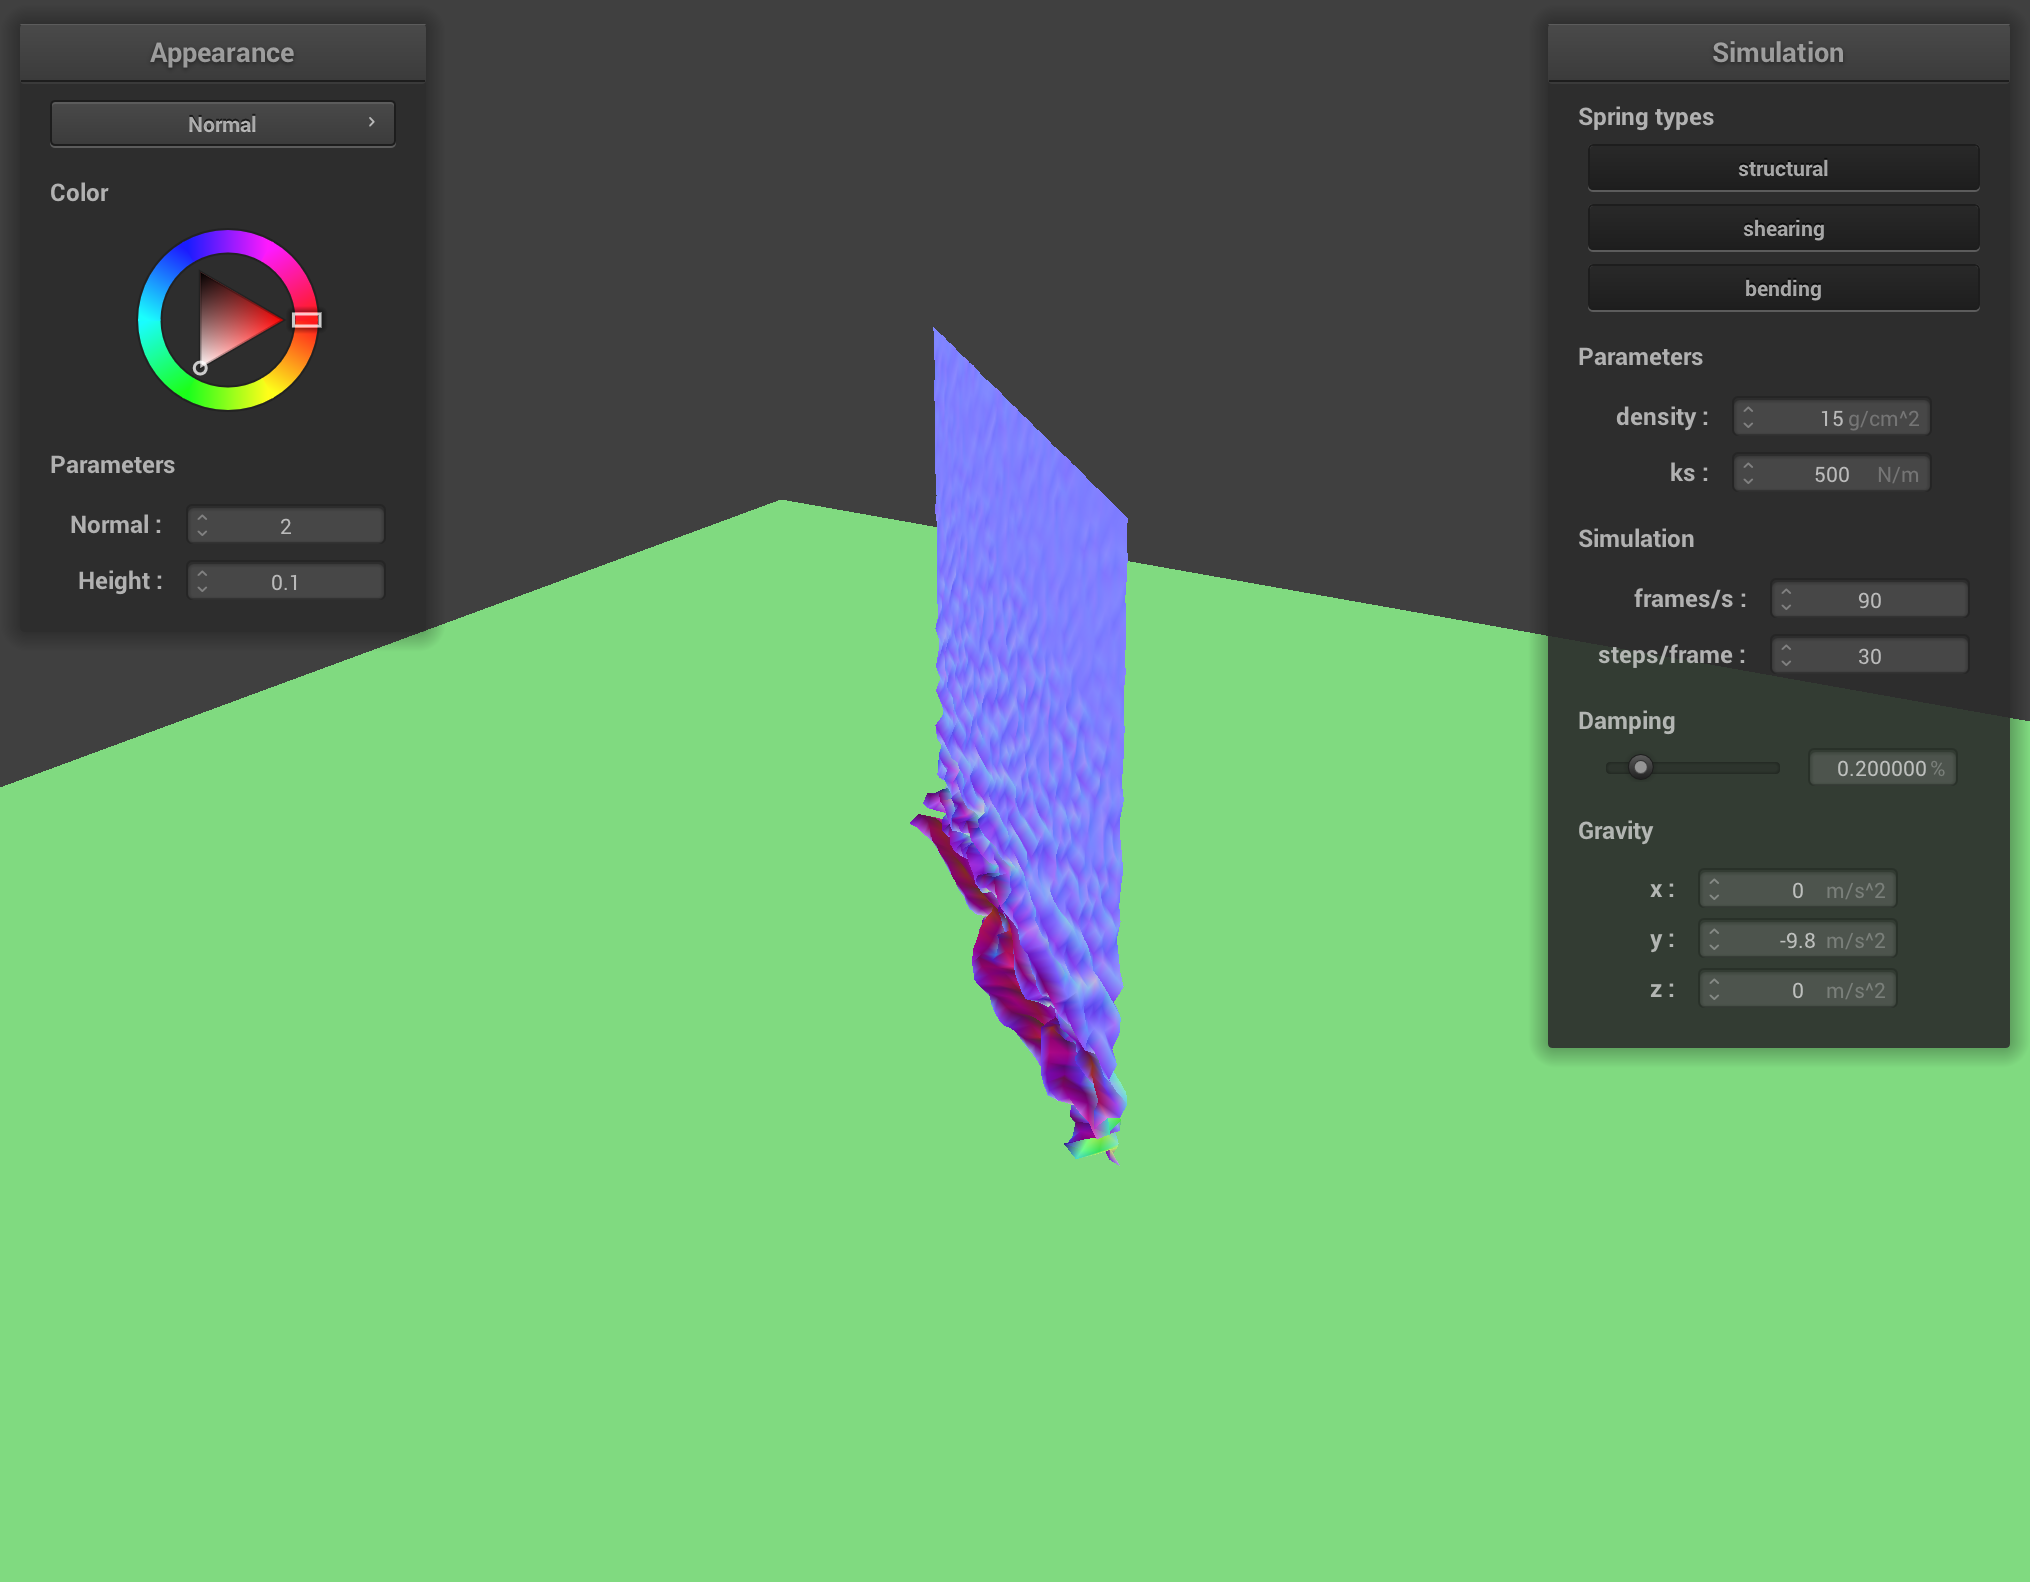 Appearance
Normal
Color
Parameters
Normal : 2
Height : 0.1
Simulation
Spring types
structural
shearing
bending
Parameters
density : 15 g/cm^2
ks : 500 N/m
Simulation
frames/s : 90
steps/frame : 30
Damping
0.200000 %
Gravity
x : 0 m/s^2
y : -9.8 m/s^2
z : 0 m/s^2